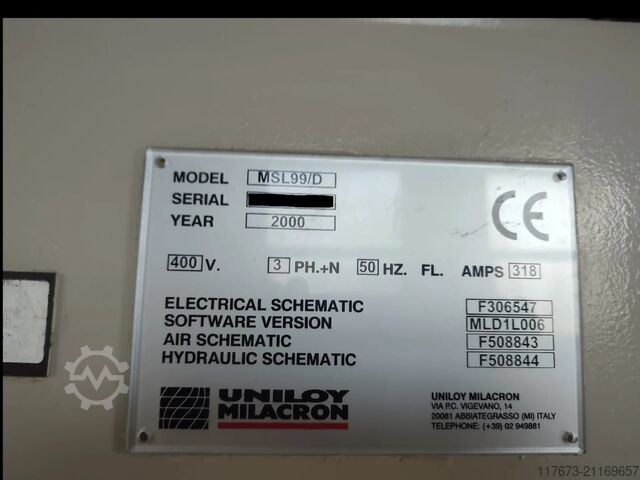 MODEL MSL99/D
SERIAL
YEAR 2000
CE
400 V. 3 PH.+N 50 HZ. FL. AMPS 318
ELECTRICAL SCHEMATIC F306547
SOFTWARE VERSION MLD1L006
AIR SCHEMATIC F508843
HYDRAULIC SCHEMATIC F508844
UNILOY
MILACRON
UNILOY MILACRON
VIA P.C. VIGEVANO, 14
20081 ABBIATEGRASSO (MI) ITALY
TELEPHONE: (+39) 02 949881
117673-21169657